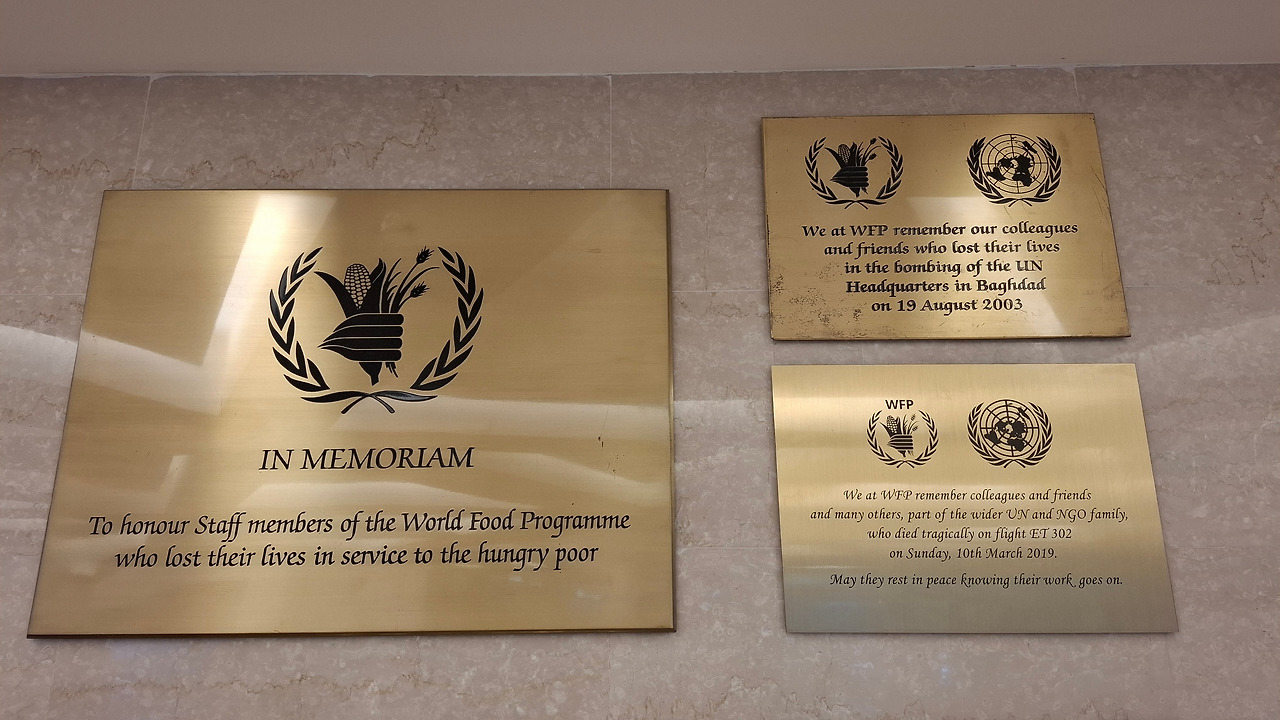 IN MEMORIAM
To honour Staff members of the World Food Programme
who lost their lives in service to the hungry poor
We at WFP remember our colleagues
and friends who lost their lives
in the bombing of the UN
Headquarters in Baghdad
on 19 August 2003
WFP
We at WFP remember colleagues and friends
and many others, part of the wider UN and NGO family,
who died tragically on flight ET 302
on Sunday, 10th March 2019.
May they rest in peace knowing their work goes on.